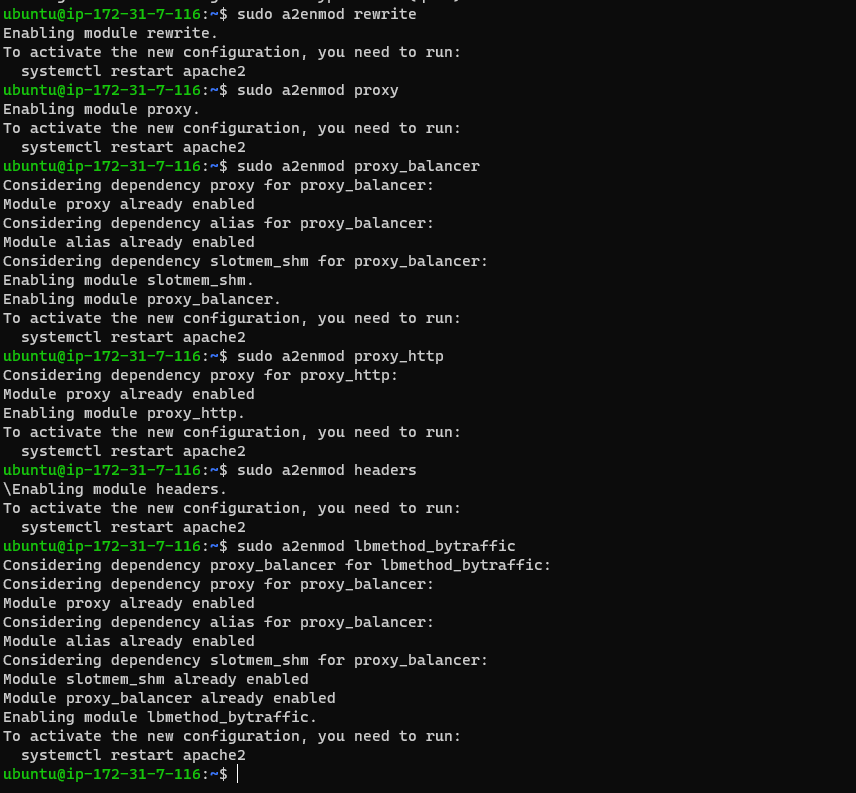 ubuntu@ip-172-31-7-116:~$ sudo a2enmod rewrite
Enabling module rewrite.
To activate the new configuration, you need to run:
  systemctl restart apache2
ubuntu@ip-172-31-7-116:~$ sudo a2enmod proxy
Enabling module proxy.
To activate the new configuration, you need to run:
  systemctl restart apache2
ubuntu@ip-172-31-7-116:~$ sudo a2enmod proxy_balancer
Considering dependency proxy for proxy_balancer:
Module proxy already enabled
Considering dependency alias for proxy_balancer:
Module alias already enabled
Considering dependency slotmem_shm for proxy_balancer:
Enabling module slotmem_shm.
Enabling module proxy_balancer.
To activate the new configuration, you need to run:
  systemctl restart apache2
ubuntu@ip-172-31-7-116:~$ sudo a2enmod proxy_http
Considering dependency proxy for proxy_http:
Module proxy already enabled
Enabling module proxy_http.
To activate the new configuration, you need to run:
  systemctl restart apache2
ubuntu@ip-172-31-7-116:~$ sudo a2enmod headers
\Enabling module headers.
To activate the new configuration, you need to run:
  systemctl restart apache2
ubuntu@ip-172-31-7-116:~$ sudo a2enmod lbmethod_bytraffic
Considering dependency proxy_balancer for lbmethod_bytraffic:
Considering dependency proxy for proxy_balancer:
Module proxy already enabled
Considering dependency alias for proxy_balancer:
Module alias already enabled
Considering dependency slotmem_shm for proxy_balancer:
Module slotmem_shm already enabled
Module proxy_balancer already enabled
Enabling module lbmethod_bytraffic.
To activate the new configuration, you need to run:
  systemctl restart apache2
ubuntu@ip-172-31-7-116:~$